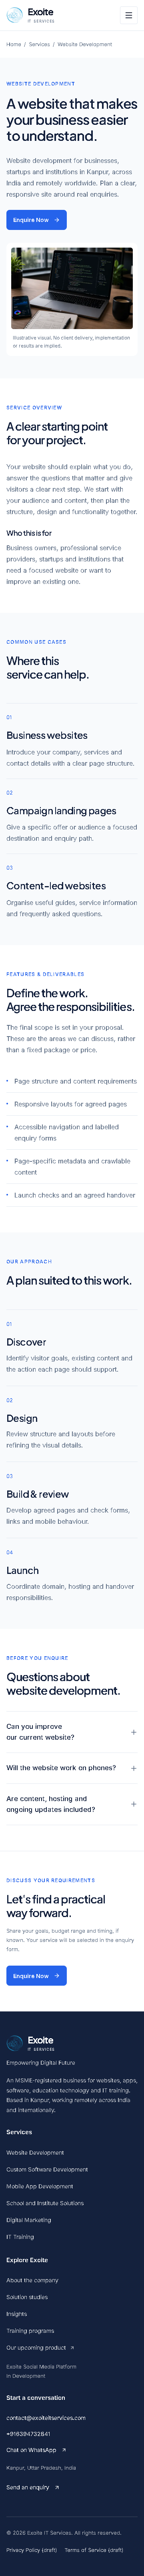 Exoite
IT SERVICES
Home / Services / Website Development
WEBSITE DEVELOPMENT
A website that makes
your business easier
to understand.
Website development for businesses,
startups and institutions in Kanpur, across
India and remotely worldwide. Plan a clear,
responsive site around real enquiries.
Enquire Now
Illustrative visual. No client delivery, implementation
or results are implied.
SERVICE OVERVIEW
A clear starting point
for your project.
Your website should explain what you do,
answer the questions that matter and give
visitors a clear next step. We start with
your audience and content, then plan the
structure, design and functionality together.
Who this is for
Business owners, professional service
providers, startups and institutions that
need a focused website or want to
improve an existing one.
COMMON USE CASES
Where this
service can help.
01
Business websites
Introduce your company, services and
contact details with a clear page structure.
02
Campaign landing pages
Give a specific offer or audience a focused
destination and enquiry path.
03
Content-led websites
Organise useful guides, service information
and frequently asked questions.
FEATURES & DELIVERABLES
Define the work.
Agree the responsibilities.
The final scope is set in your proposal.
These are the areas we can discuss, rather
than a fixed package or price.
Page structure and content requirements
Responsive layouts for agreed pages
Accessible navigation and labelled
enquiry forms
Page-specific metadata and crawlable
content
Launch checks and an agreed handover
OUR APPROACH
A plan suited to this work.
01
Discover
Identify visitor goals, existing content and
the action each page should support.
02
Design
Review structure and layouts before
refining the visual details.
03
Build & review
Develop agreed pages and check forms,
links and mobile behaviour.
04
Launch
Coordinate domain, hosting and handover
responsibilities.
BEFORE YOU ENQUIRE
Questions about
website development.
Can you improve
our current website?
Will the website work on phones?
Are content, hosting and
ongoing updates included?
DISCUSS YOUR REQUIREMENTS
Let's find a practical
way forward.
Share your goals, budget range and timing, if
known. Your service will be selected in the enquiry
form.
Enquire Now
Exoite
IT SERVICES
Empowering Digital Future
An MSME-registered business for websites, apps,
software, education technology and IT training.
Based in Kanpur, working remotely across India
and internationally.
Services
Website Development
Custom Software Development
Mobile App Development
School and Institute Solutions
Digital Marketing
IT Training
Explore Exoite
About the company
Solution studies
Insights
Training programs
Our upcoming product
Exoite Social Media Platform
In Development
Start a conversation
contact@exoiteitservices.com
+916394732841
Chat on WhatsApp
Kanpur, Uttar Pradesh, India
Send an enquiry
© 2026 Exoite IT Services. All rights reserved.
Privacy Policy (draft) Terms of Service (draft)